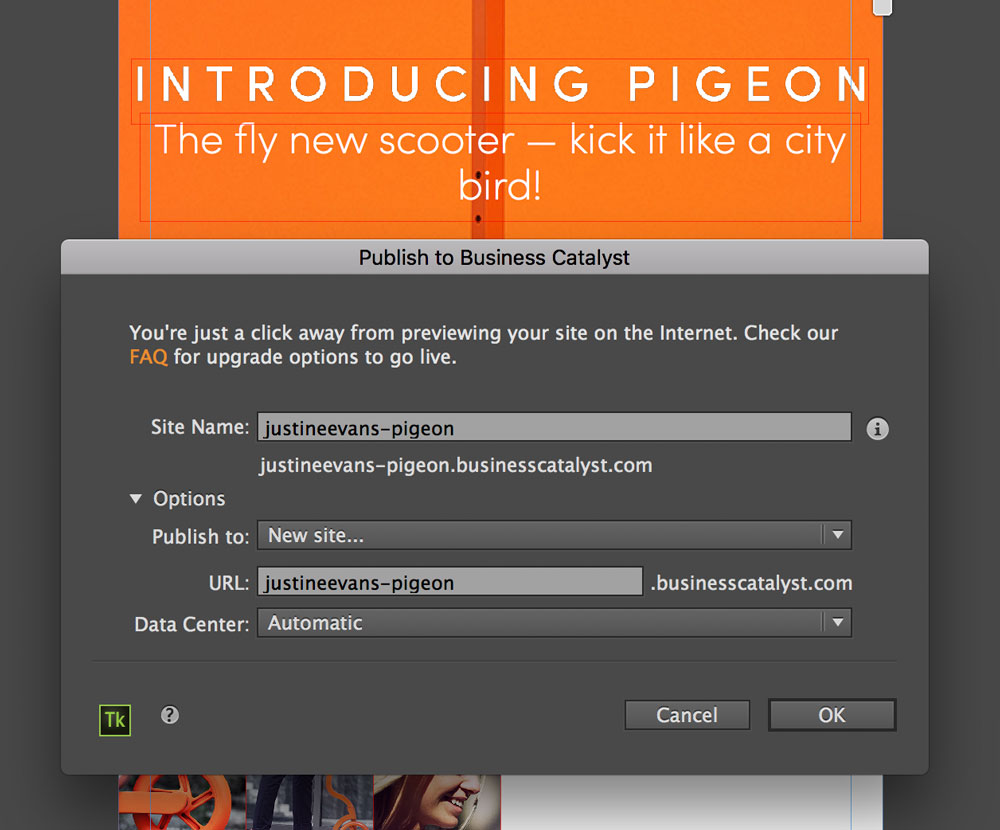 INTRODUCING PIGEON
The fly new scooter — kick it like a city
bird!
Publish to Business Catalyst
You're just a click away from previewing your site on the Internet. Check our
FAQ for upgrade options to go live.
Site Name: justineevans-pigeon
justineevans-pigeon.businesscatalyst.com
Options
Publish to: New site...
URL: justineevans-pigeon .businesscatalyst.com
Data Center: Automatic
Tk ? Cancel OK